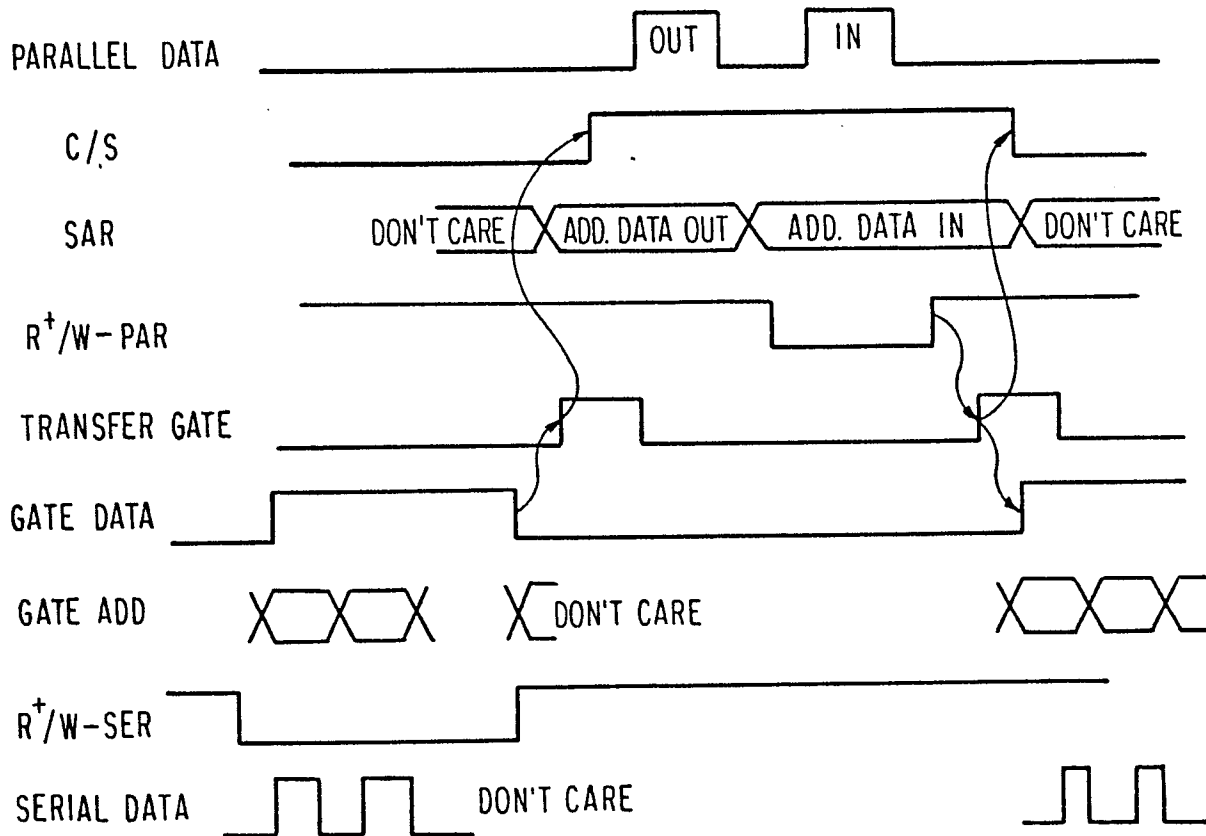 PARALLEL DATA OUT IN
C/S
SAR DON'T CARE ADD. DATA OUT ADD. DATA IN DON'T CARE
R⁺/W-PAR
TRANSFER GATE
GATE DATA
GATE ADD DON'T CARE
R⁺/W-SER
SERIAL DATA DON'T CARE